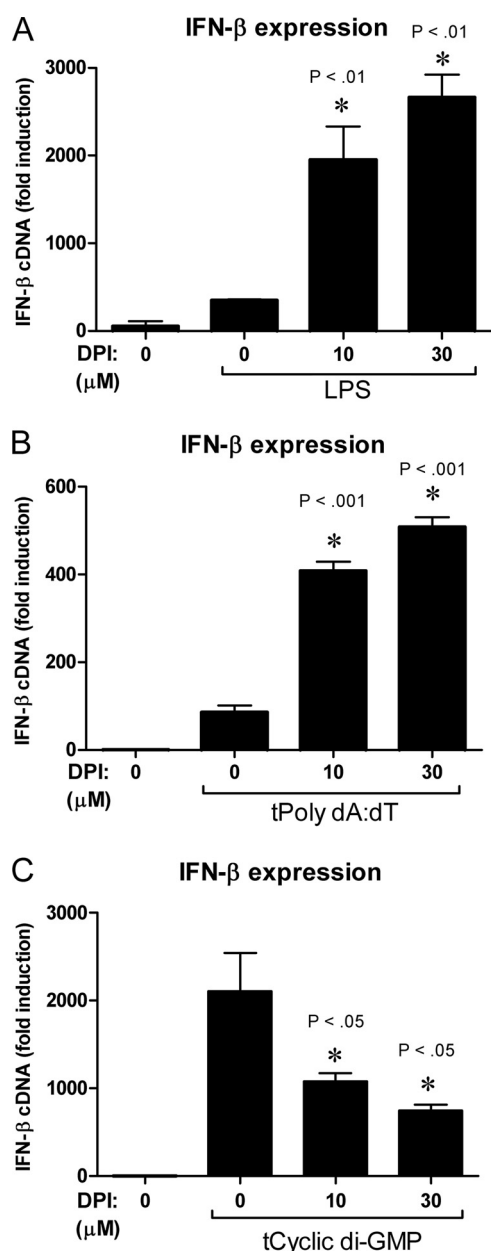 A
IFN-β expression
P < .01
P < .01
*
*
3000
2000
1000
0
IFN-β cDNA (fold induction)
DPI: 0 0 10 30
(μM)
LPS
B
IFN-β expression
P < .001
P < .001
*
*
600
400
200
0
IFN-β cDNA (fold induction)
DPI: 0 0 10 30
(μM)
tPoly dA:dT
C
IFN-β expression
3000
2000
1000
0
IFN-β cDNA (fold induction)
P < .05
P < .05
*
*
DPI: 0 0 10 30
(μM)
tCyclic di-GMP